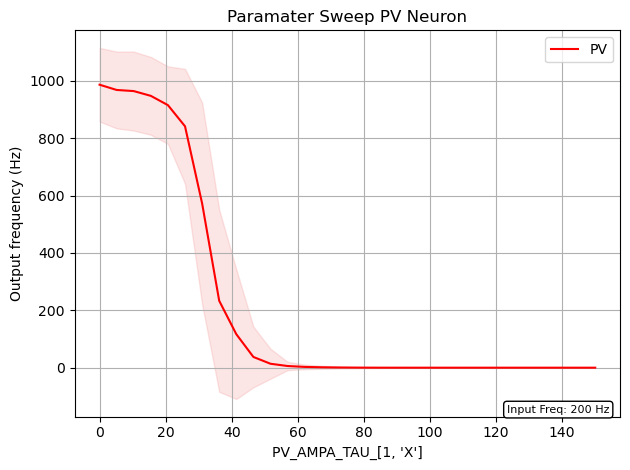 Paramater Sweep PV Neuron
PV
Output frequency (Hz)
1000
800
600
400
200
0
Input Freq: 200 Hz
0 20 40 60 80 100 120 140
PV_AMPA_TAU_[1, 'X']